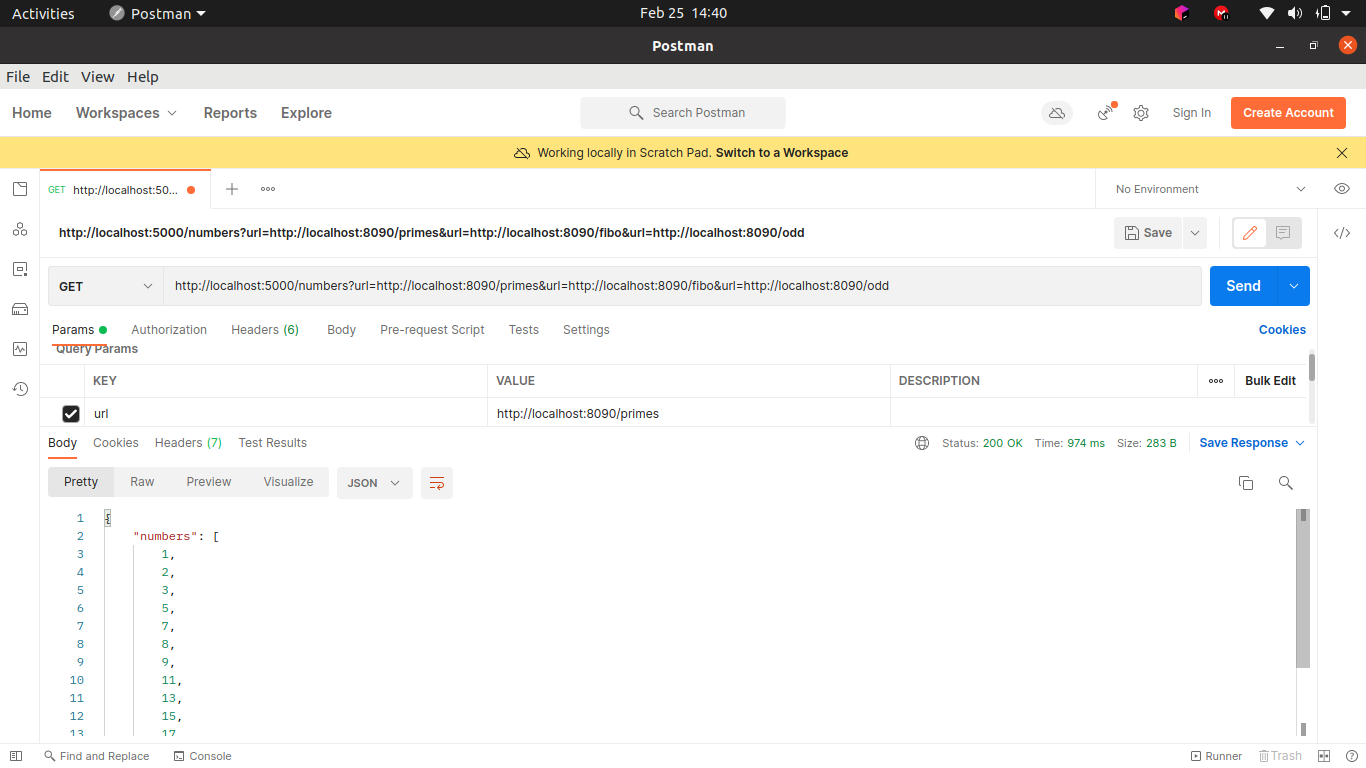 Activities Postman Feb 25 14:40
Postman
File Edit View Help
Home Workspaces Reports Explore Search Postman Sign In Create Account
Working locally in Scratch Pad. Switch to a Workspace
GET http://localhost:50... No Environment
http://localhost:5000/numbers?url=http://localhost:8090/primes&url=http://localhost:8090/fibo&url=http://localhost:8090/odd Save
GET http://localhost:5000/numbers?url=http://localhost:8090/primes&url=http://localhost:8090/fibo&url=http://localhost:8090/odd Send
Params Authorization Headers (6) Body Pre-request Script Tests Settings Cookies
Query Params
KEY VALUE DESCRIPTION Bulk Edit
url http://localhost:8090/primes
Body Cookies Headers (7) Test Results Status: 200 OK Time: 974 ms Size: 283 B Save Response
Pretty Raw Preview Visualize JSON
1 {
2 "numbers": [
3 1,
4 2,
5 3,
6 5,
7 7,
8 8,
9 9,
10 11,
11 13,
12 15,
13 17
Find and Replace Console Runner Trash